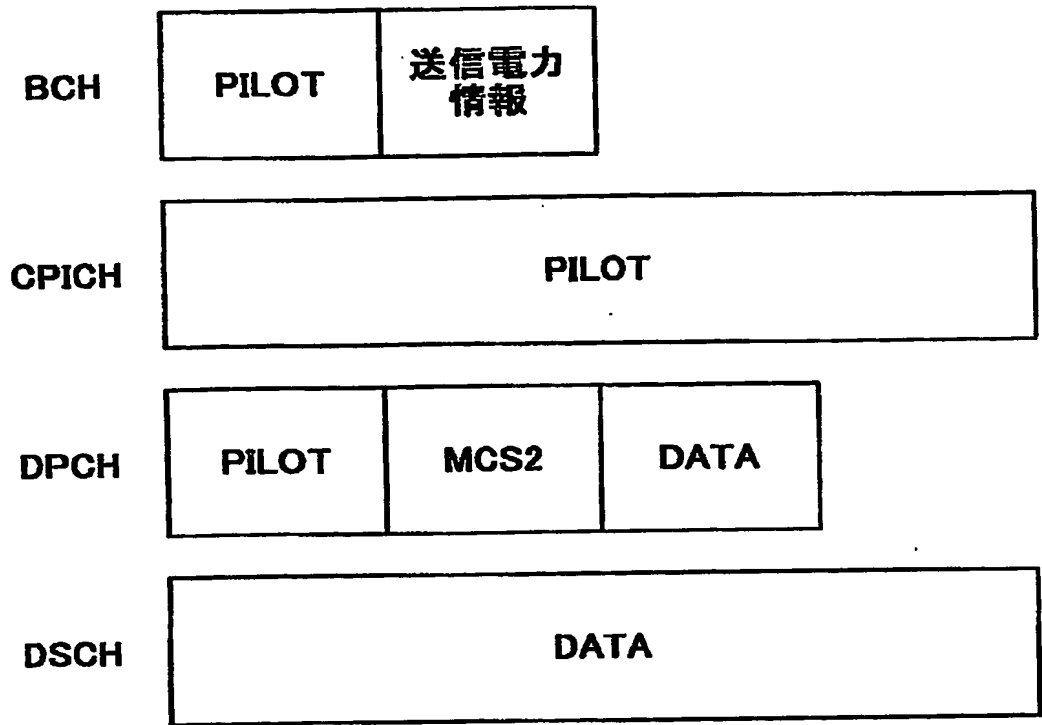 BCH PILOT 送信電力
情報
CPICH PILOT
DPCH PILOT MCS2 DATA
DSCH DATA